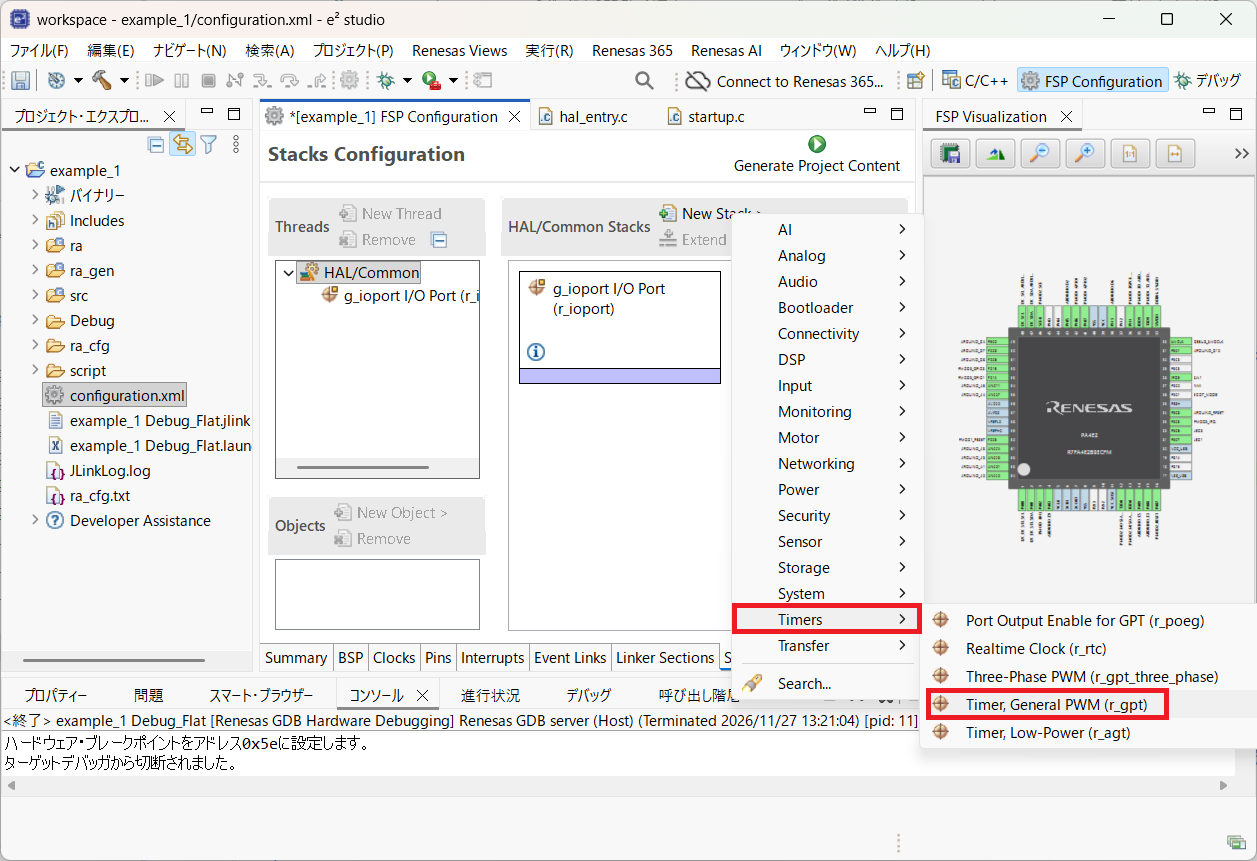 workspace - example_1/configuration.xml - e² studio
ファイル(F) 編集(E) ナビゲート(N) 検索(A) プロジェクト(P) Renesas Views 実行(R) Renesas 365 Renesas AI ウィンドウ(W) ヘルプ(H)
Connect to Renesas 365... C/C++ FSP Configuration デバッグ
プロジェクト・エクスプロ...
example_1
バイナリー
Includes
ra
ra_gen
src
Debug
ra_cfg
script
configuration.xml
example_1 Debug_Flat.jlink
example_1 Debug_Flat.laun
JLinkLog.log
ra_cfg.txt
Developer Assistance
*[example_1] FSP Configuration hal_entry.c startup.c
Stacks Configuration
Generate Project Content
Threads
New Thread
Remove
HAL/Common
g_ioport I/O Port (r_i
Objects
New Object >
Remove
HAL/Common Stacks
New Stack >
Extend
g_ioport I/O Port
(r_ioport)
AI
Analog
Audio
Bootloader
Connectivity
DSP
Input
Monitoring
Motor
Networking
Power
Security
Sensor
Storage
System
Timers
Transfer
Search...
Port Output Enable for GPT (r_poeg)
Realtime Clock (r_rtc)
Three-Phase PWM (r_gpt_three_phase)
Timer, General PWM (r_gpt)
Timer, Low-Power (r_agt)
Summary BSP Clocks Pins Interrupts Event Links Linker Sections S
FSP Visualization
RENESAS
プロパティー 問題 スマート・ブラウザー コンソール 進行状況 デバッグ 呼び出し階層
<終了> example_1 Debug_Flat [Renesas GDB Hardware Debugging] Renesas GDB server (Host) (Terminated 2026/11/27 13:21:04) [pid: 11]
ハードウェア・ブレークポイントをアドレス0x5eに設定します。
ターゲットデバッガから切断されました。